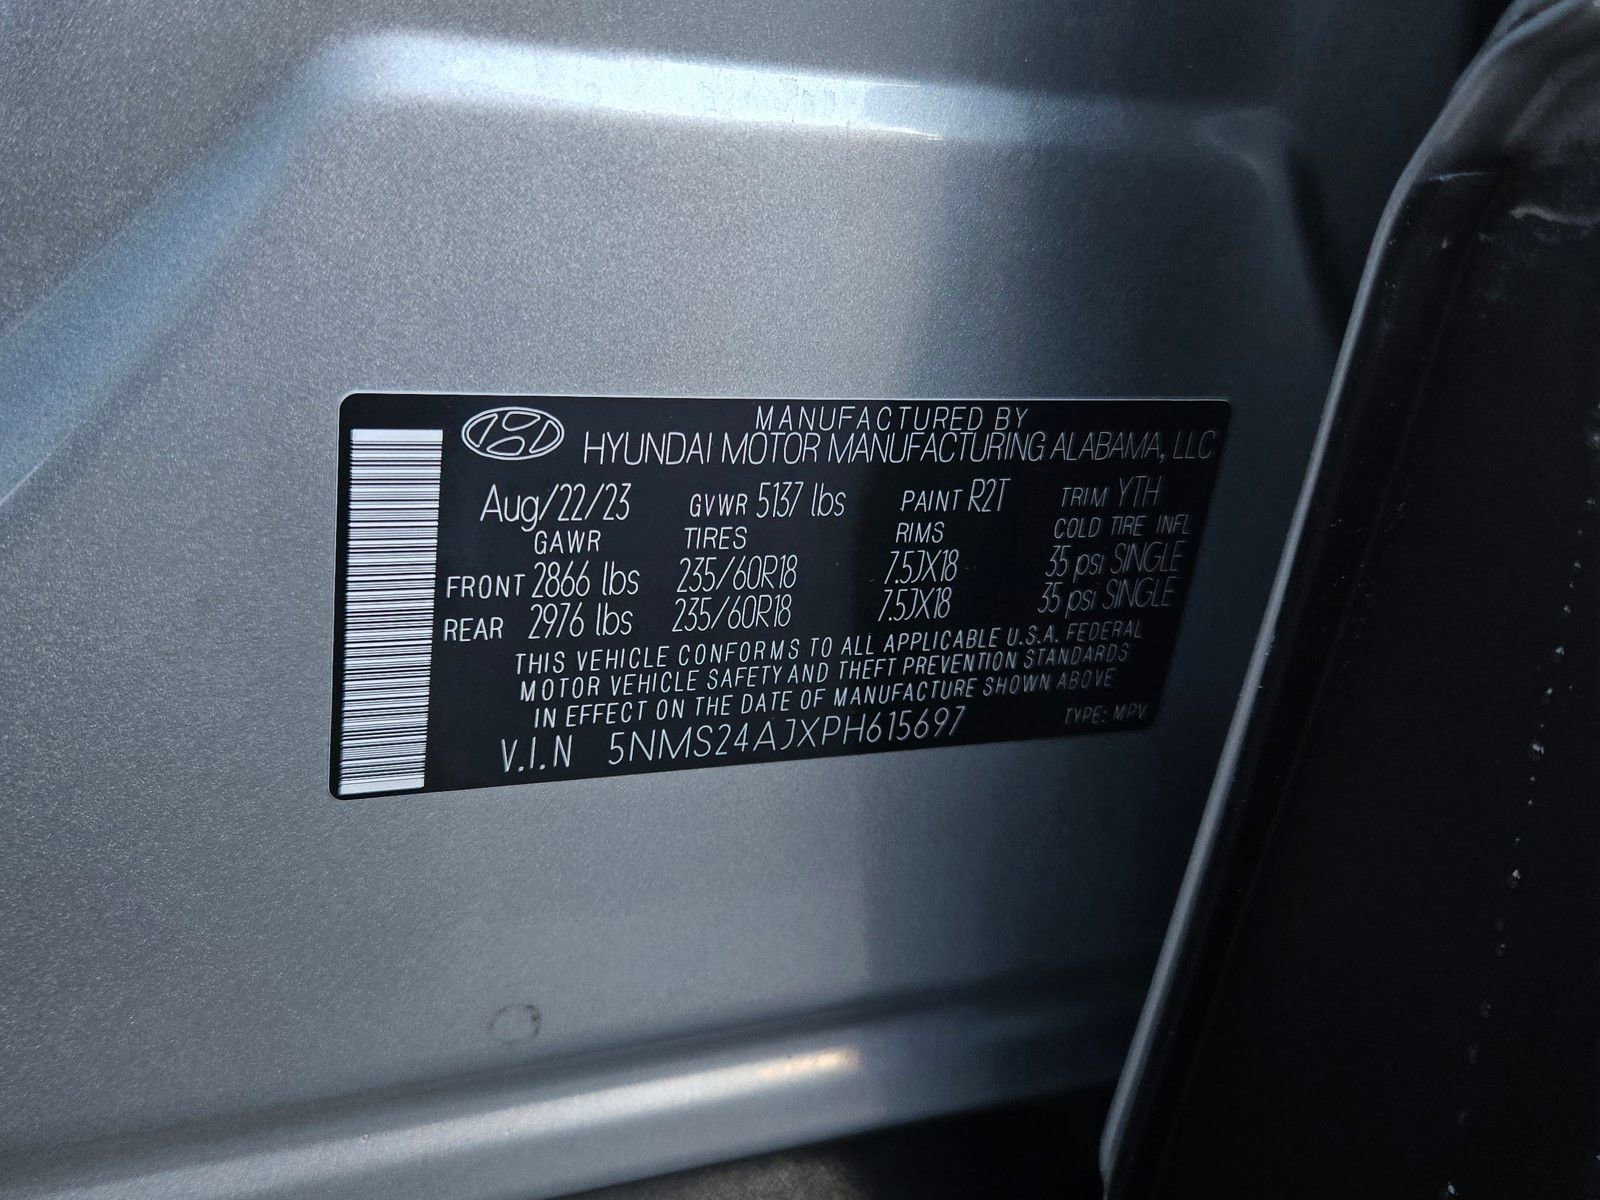 MANUFACTURED BY
HYUNDAI MOTOR MANUFACTURING ALABAMA, LLC
Aug/22/23 GVWR 5137 lbs PAINT R2T TRIM YTH
GAWR TIRES RIMS COLD TIRE INFL
FRONT 2866 lbs 235/60R18 7.5JX18 35 psi SINGLE
REAR 2976 lbs 235/60R18 7.5JX18 35 psi SINGLE
THIS VEHICLE CONFORMS TO ALL APPLICABLE U.S.A. FEDERAL
MOTOR VEHICLE SAFETY AND THEFT PREVENTION STANDARDS
IN EFFECT ON THE DATE OF MANUFACTURE SHOWN ABOVE
V.I.N 5NMS24AJXPH615697 TYPE: MPV